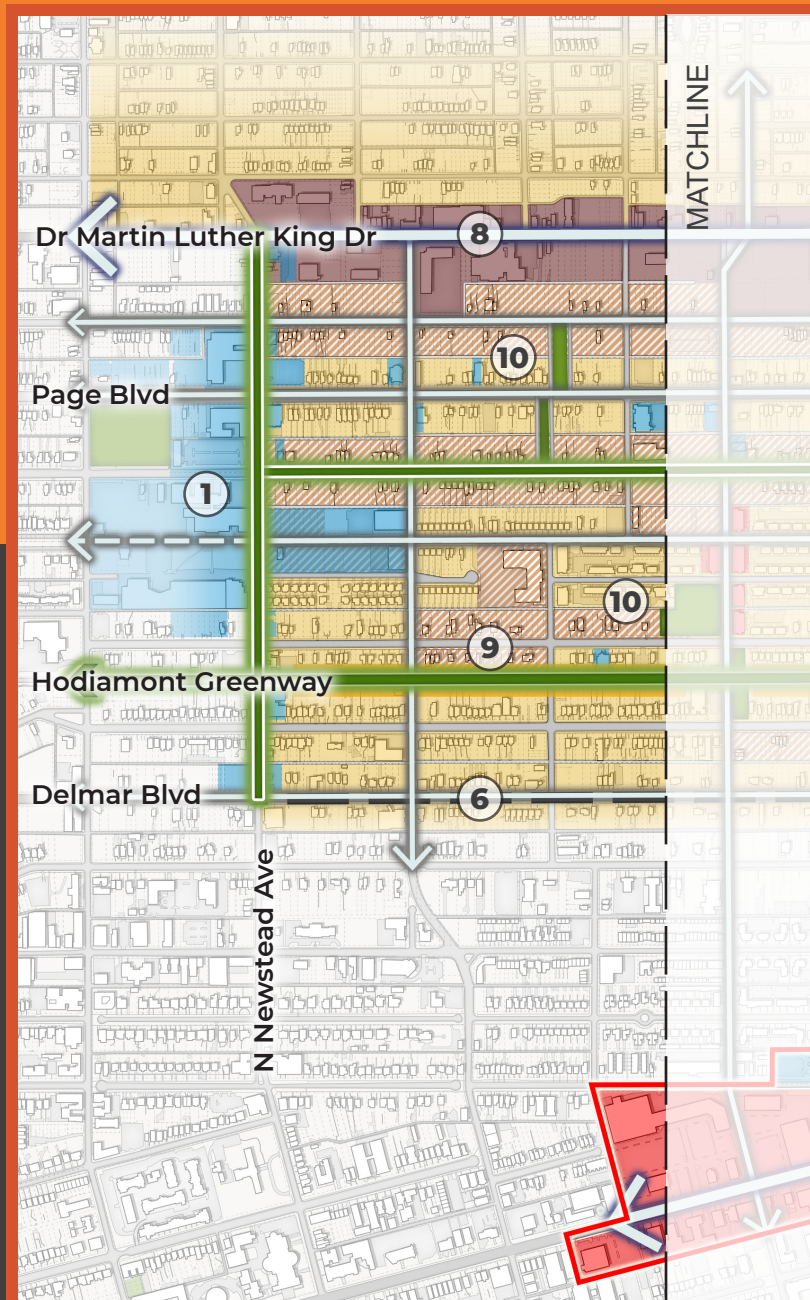 MATCHLINE
Dr Martin Luther King Dr
8
10
Page Blvd
1
10
9
Hodiamont Greenway
Delmar Blvd
6
N Newstead Ave